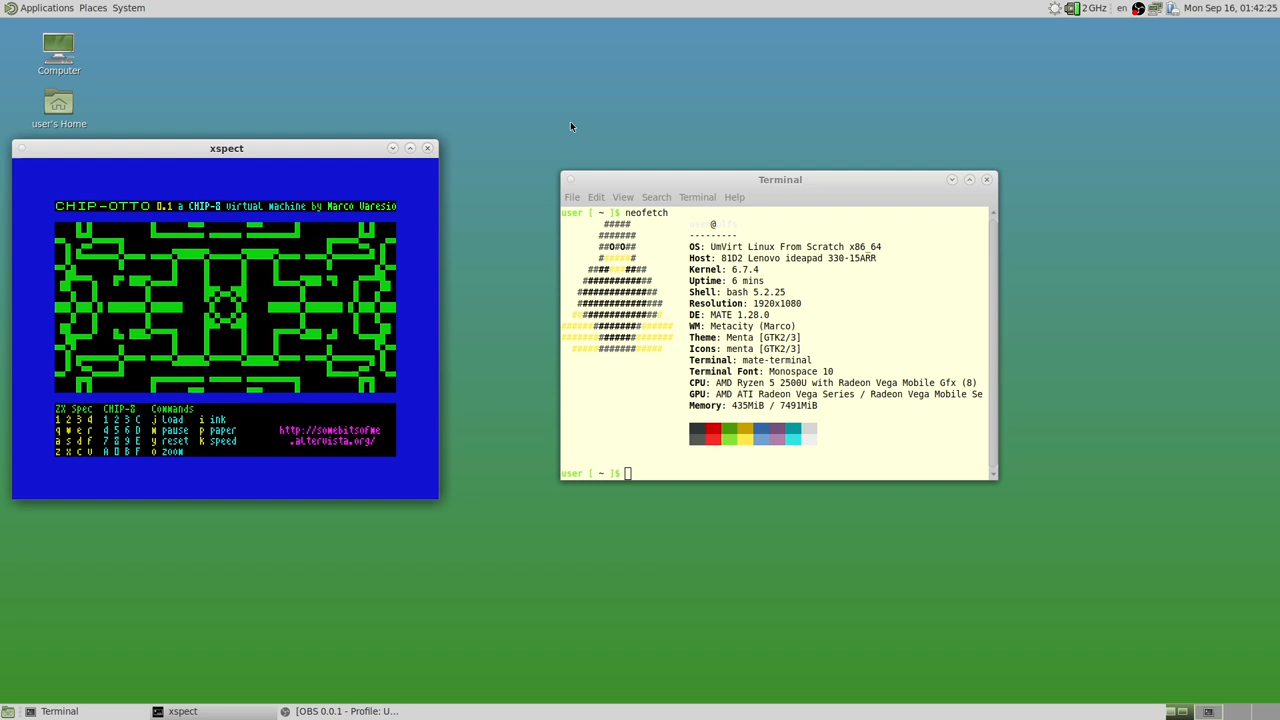 Applications Places System
2 GHz en Mon Sep 16, 01:42:25
Computer
user's Home
xspect
CHIP-OTTO 0.1 a CHIP-8 virtual machine by Marco Varesio
ZX Spec CHIP-8 Commands
1 2 3 4 1 2 3 C j load i ink
q w e r 4 5 6 D m pause p paper http://somebitsofme
a s d f 7 8 9 E y reset k speed .altervista.org/
z x c v A 0 B F o zoom
Terminal
File Edit View Search Terminal Help
user [ ~ ]$ neofetch
#####
#######
##O#O##
#######
###########
#############
###############
################
#################
#####################
#####################
#################
@
---------
OS: UmVirt Linux From Scratch x86_64
Host: 81D2 Lenovo ideapad 330-15ARR
Kernel: 6.7.4
Uptime: 6 mins
Shell: bash 5.2.25
Resolution: 1920x1080
DE: MATE 1.28.0
WM: Metacity (Marco)
Theme: Menta [GTK2/3]
Icons: menta [GTK2/3]
Terminal: mate-terminal
Terminal Font: Monospace 10
CPU: AMD Ryzen 5 2500U with Radeon Vega Mobile Gfx (8)
GPU: AMD ATI Radeon Vega Series / Radeon Vega Mobile Se
Memory: 435MiB / 7491MiB
user [ ~ ]$
Terminal xspect [OBS 0.0.1 - Profile: U...